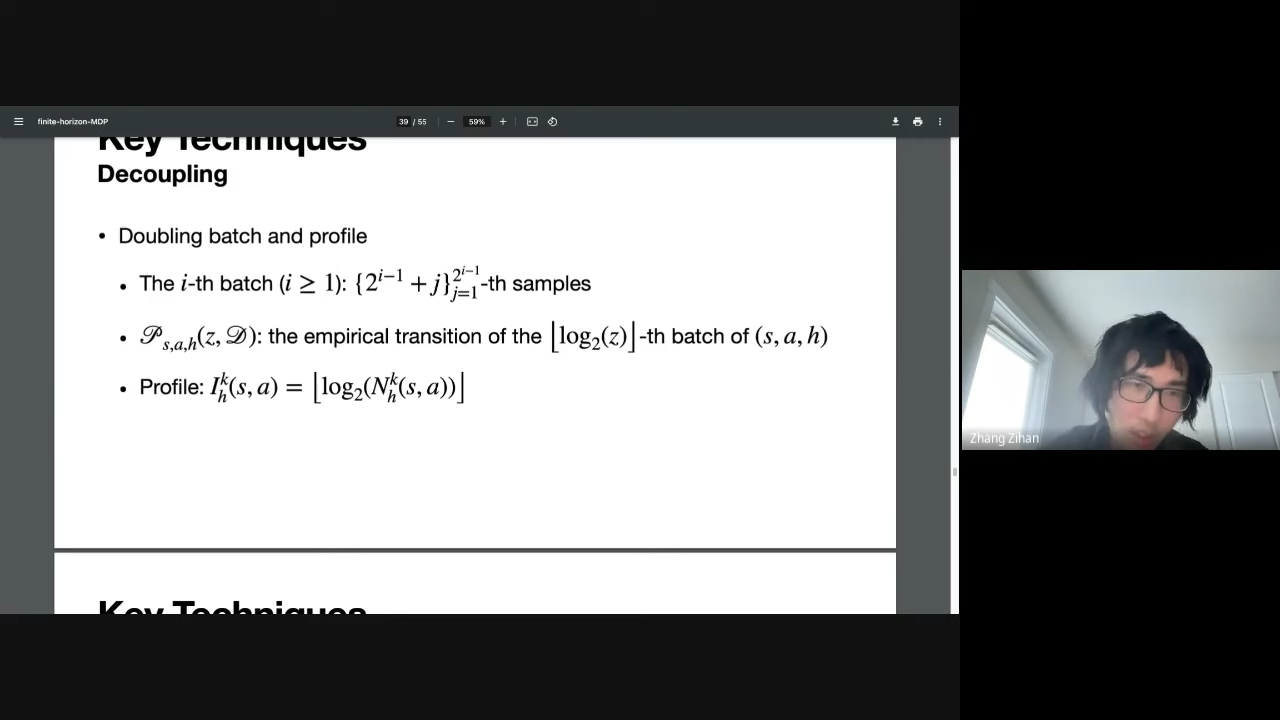 finite-horizon-MDP
39 / 55
59%
Key Techniques
Decoupling
• Doubling batch and profile
• The i-th batch (i ≥ 1): {2^{i−1} + j}_{j=1}^{2^{i−1}}-th samples
• 𝒫_{s,a,h}(z, 𝒟): the empirical transition of the ⌊log₂(z)⌋-th batch of (s, a, h)
• Profile: I_h^k(s, a) = ⌊log₂(N_h^k(s, a))⌋
Key Techniques
Zhang Zihan